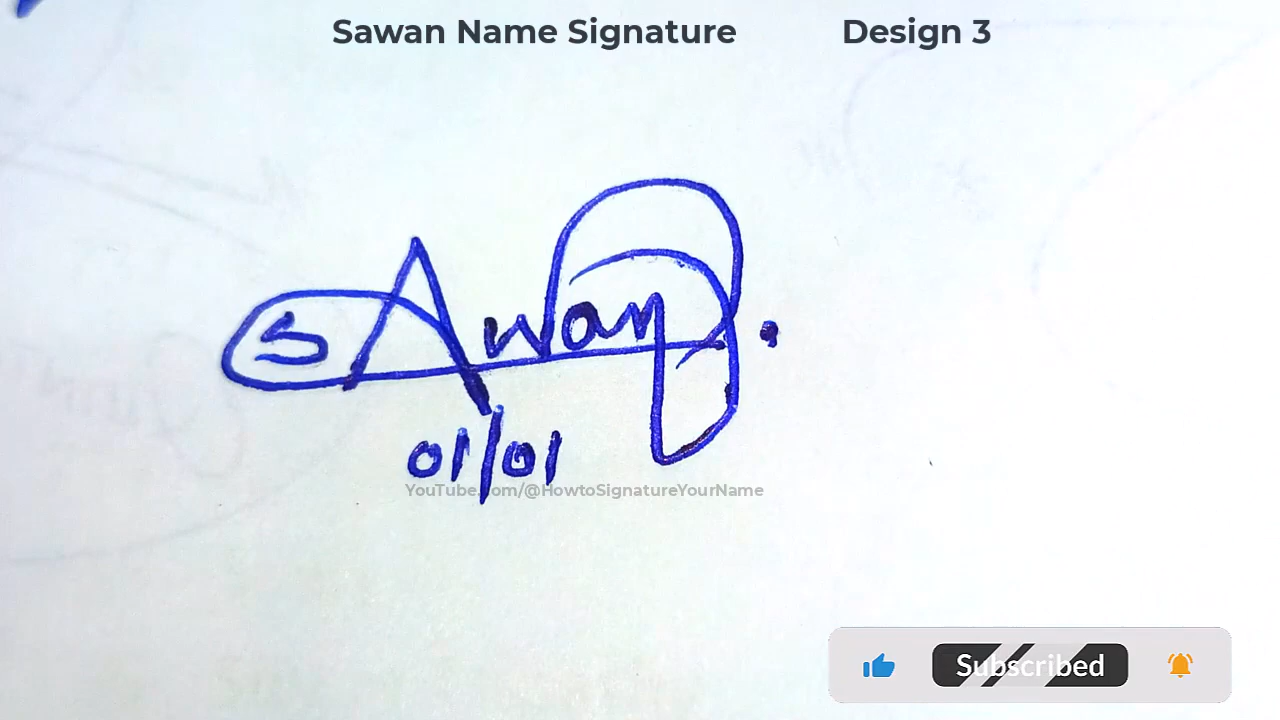 Sawan Name Signature Design 3
SAwan.
01/01
YouTube.com/@HowtoSignatureYourName
Subscribed